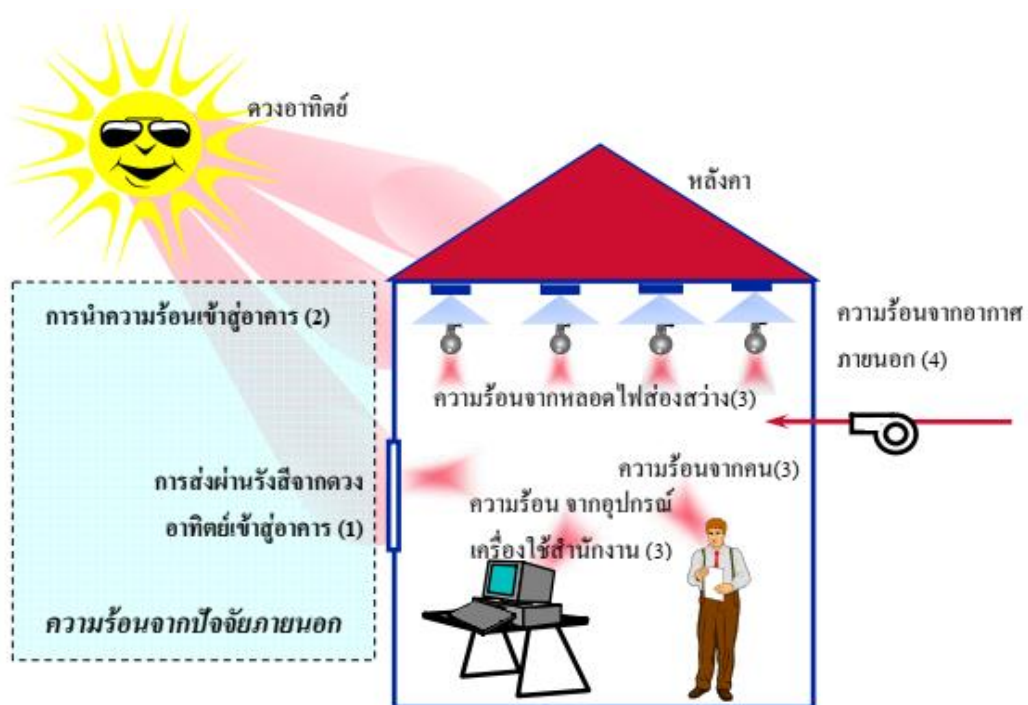 ดวงอาทิตย์
หลังคา
การนำความร้อนเข้าสู่อาคาร (2)
ความร้อนจากอากาศ
ภายนอก (4)
ความร้อนจากหลอดไฟส่องสว่าง(3)
การส่งผ่านรังสีจากดวง
อาทิตย์เข้าสู่อาคาร (1)
ความร้อนจากคน(3)
ความร้อน จากอุปกรณ์
เครื่องใช้สำนักงาน (3)
ความร้อนจากปัจจัยภายนอก